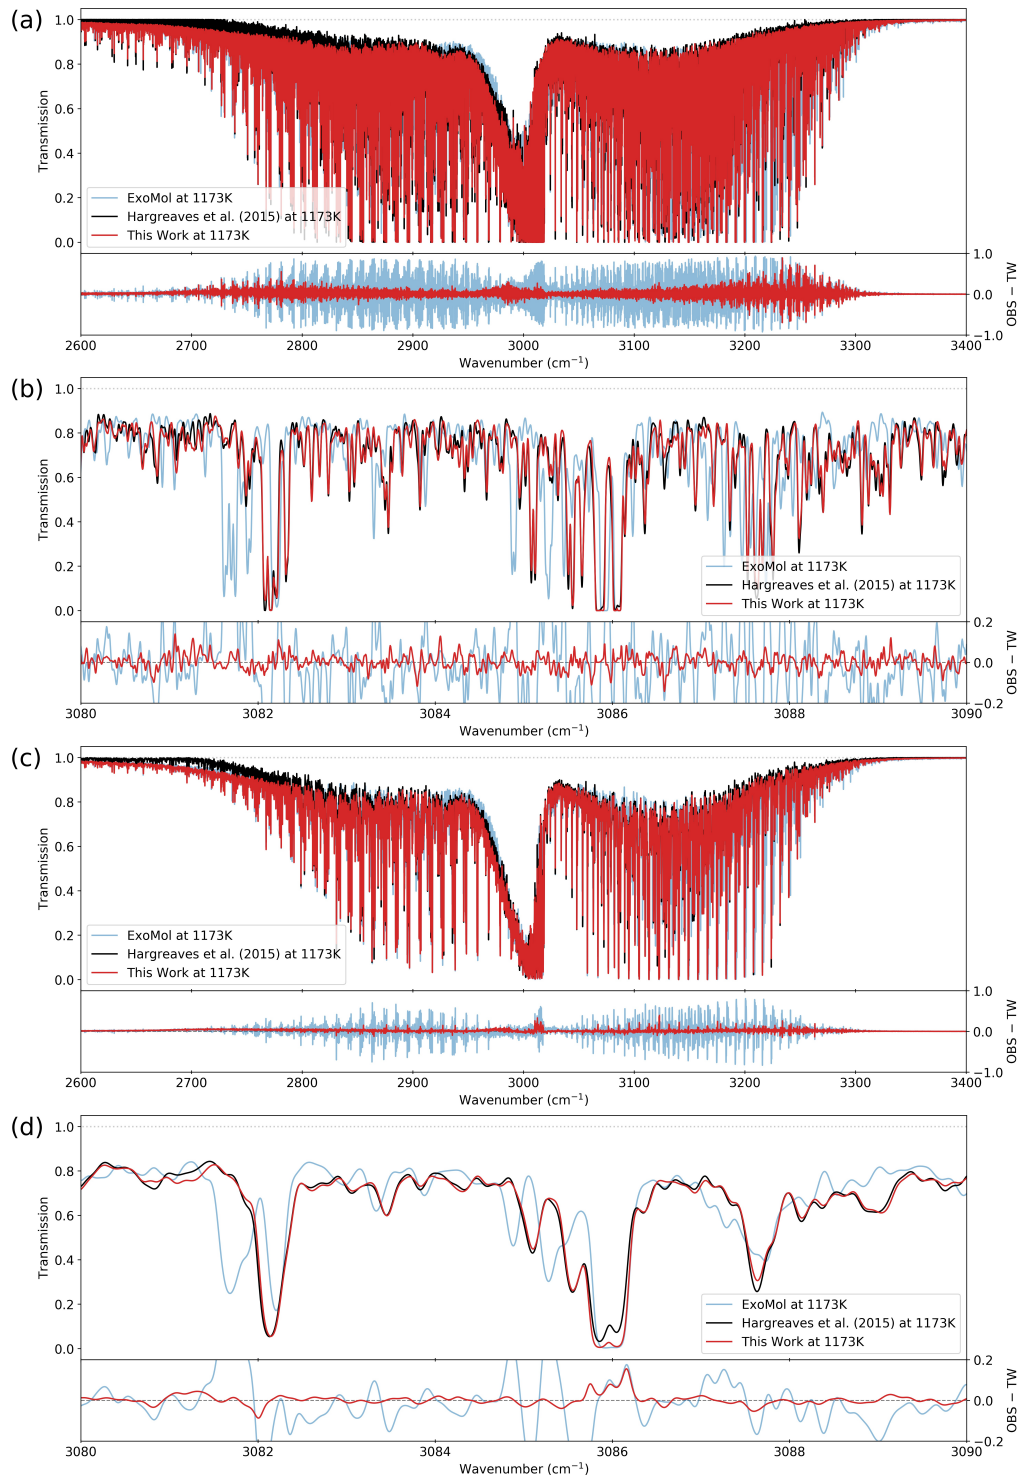 (a)
1.0
0.8
0.6
0.4
0.2
0.0
Transmission
ExoMol at 1173K
Hargreaves et al. (2015) at 1173K
This Work at 1173K
1.0
0.0
−1.0
OBS − TW
2600 2700 2800 2900 3000 3100 3200 3300 3400
Wavenumber (cm⁻¹)
(b)
1.0
0.8
0.6
0.4
0.2
0.0
Transmission
ExoMol at 1173K
Hargreaves et al. (2015) at 1173K
This Work at 1173K
0.2
0.0
−0.2
OBS − TW
3080 3082 3084 3086 3088 3090
Wavenumber (cm⁻¹)
(c)
1.0
0.8
0.6
0.4
0.2
0.0
Transmission
ExoMol at 1173K
Hargreaves et al. (2015) at 1173K
This Work at 1173K
1.0
0.0
−1.0
OBS − TW
2600 2700 2800 2900 3000 3100 3200 3300 3400
Wavenumber (cm⁻¹)
(d)
1.0
0.8
0.6
0.4
0.2
0.0
Transmission
ExoMol at 1173K
Hargreaves et al. (2015) at 1173K
This Work at 1173K
0.2
0.0
−0.2
OBS − TW
3080 3082 3084 3086 3088 3090
Wavenumber (cm⁻¹)